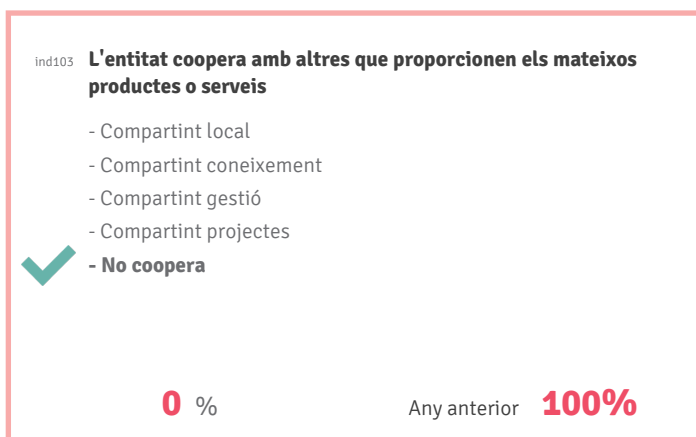 ind103 L'entitat coopera amb altres que proporcionen els mateixos
productes o serveis
- Compartint local
- Compartint coneixement
- Compartint gestió
- Compartint projectes
- No coopera
0 % Any anterior 100%